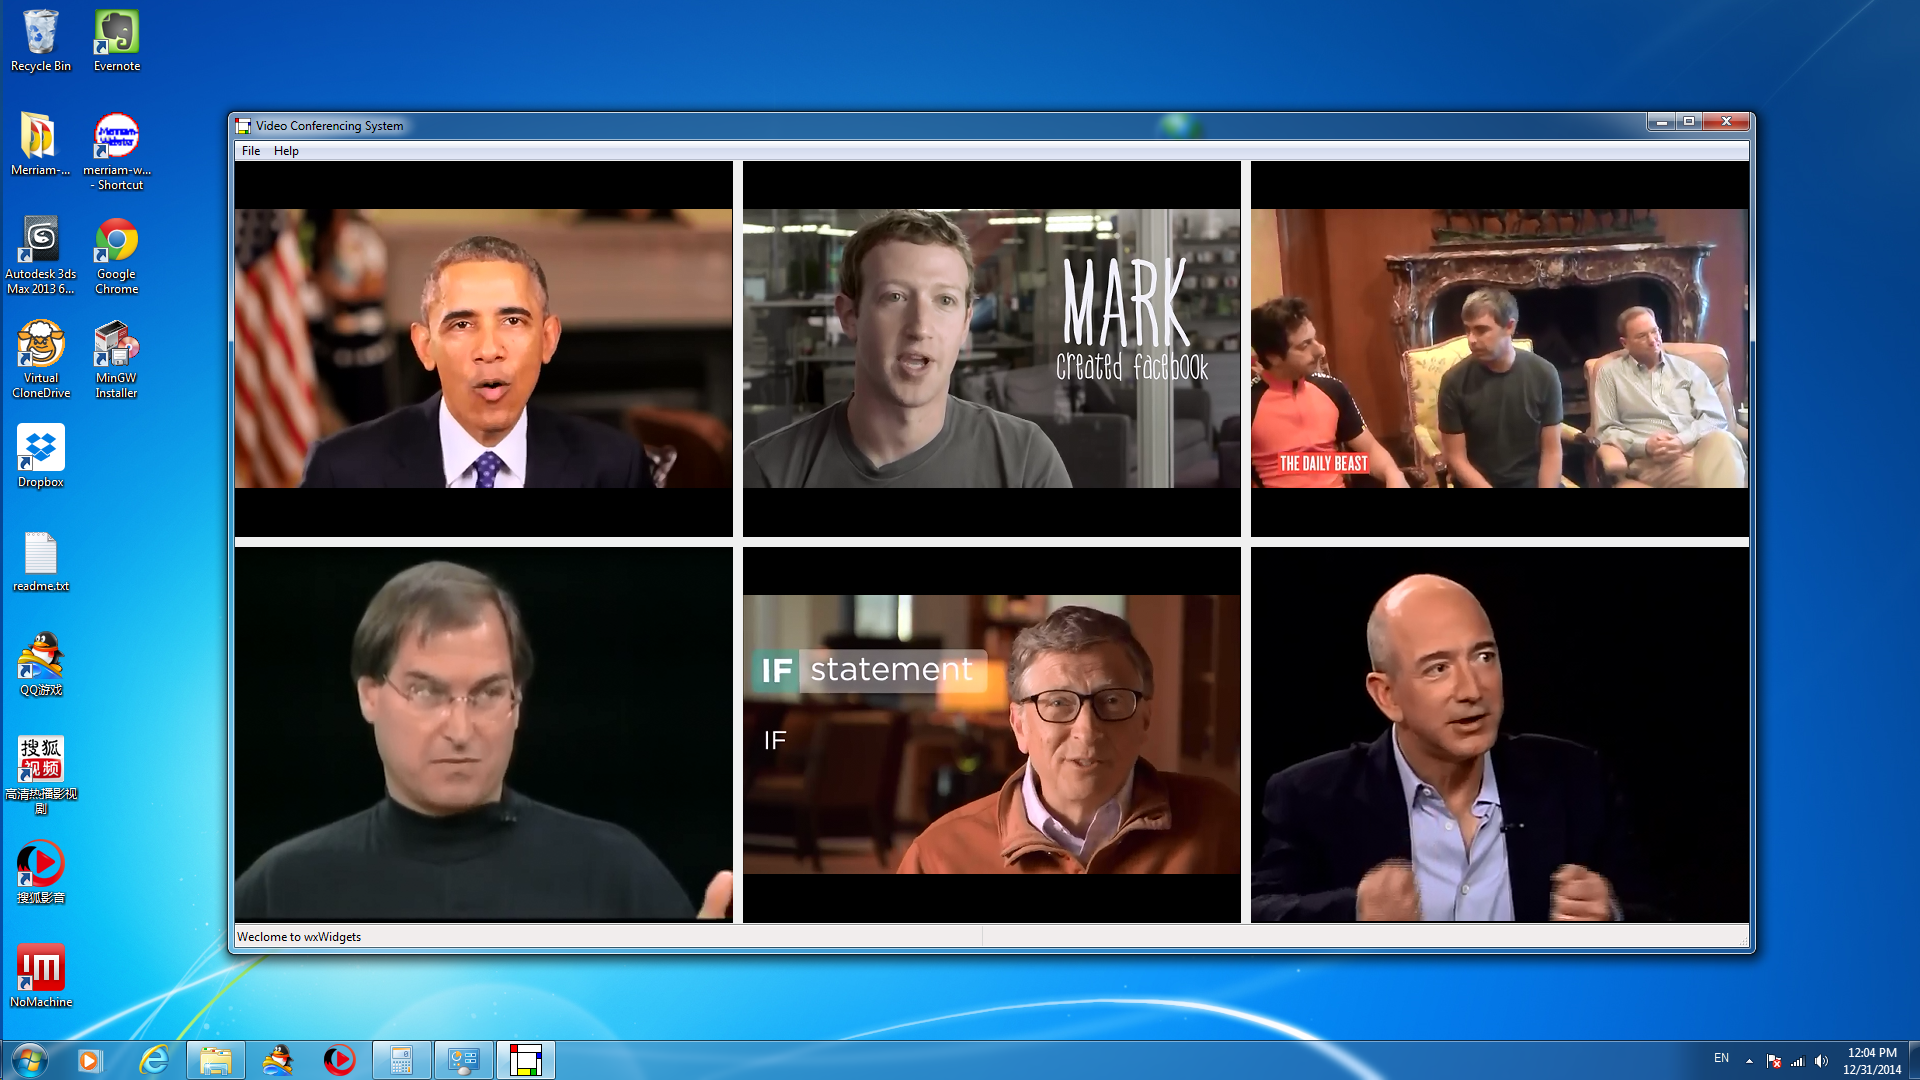 Recycle Bin
Evernote
Merriam-...
Merriam-
Webster
merriam-w...
- Shortcut
Autodesk 3ds
Max 2013 6...
Google
Chrome
Virtual
CloneDrive
MinGW
Installer
Dropbox
readme.txt
QQ游戏
搜狐
视频
高清热播影视
剧
搜狐影音
!M
NoMachine
Video Conferencing System
File Help
MARK
created facebook
THE DAILY BEAST
IF statement
IF
Weclome to wxWidgets
EN
12:04 PM
12/31/2014